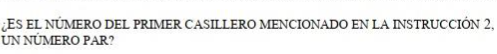 ¿ES EL NÚMERO DEL PRIMER CASILLERO MENCIONADO EN LA INSTRUCCIÓN 2,
UN NÚMERO PAR?